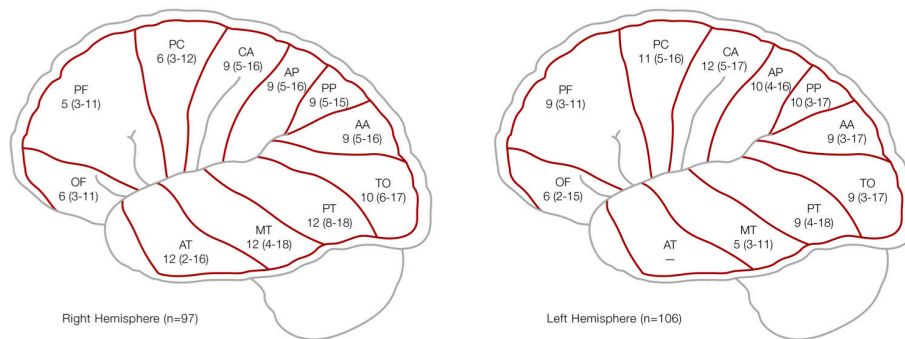 PF
5 (3-11)
PC
6 (3-12)
CA
9 (5-16)
AP
9 (5-16)
PP
9 (5-15)
AA
9 (5-16)
OF
6 (3-11)
TO
10 (6-17)
PT
12 (8-18)
MT
12 (4-18)
AT
12 (2-16)
Right Hemisphere (n=97)
PF
9 (3-11)
PC
11 (5-16)
CA
12 (5-17)
AP
10 (4-16)
PP
10 (3-17)
AA
9 (3-17)
OF
6 (2-15)
TO
9 (3-17)
PT
9 (4-18)
MT
5 (3-11)
AT
—
Left Hemisphere (n=106)